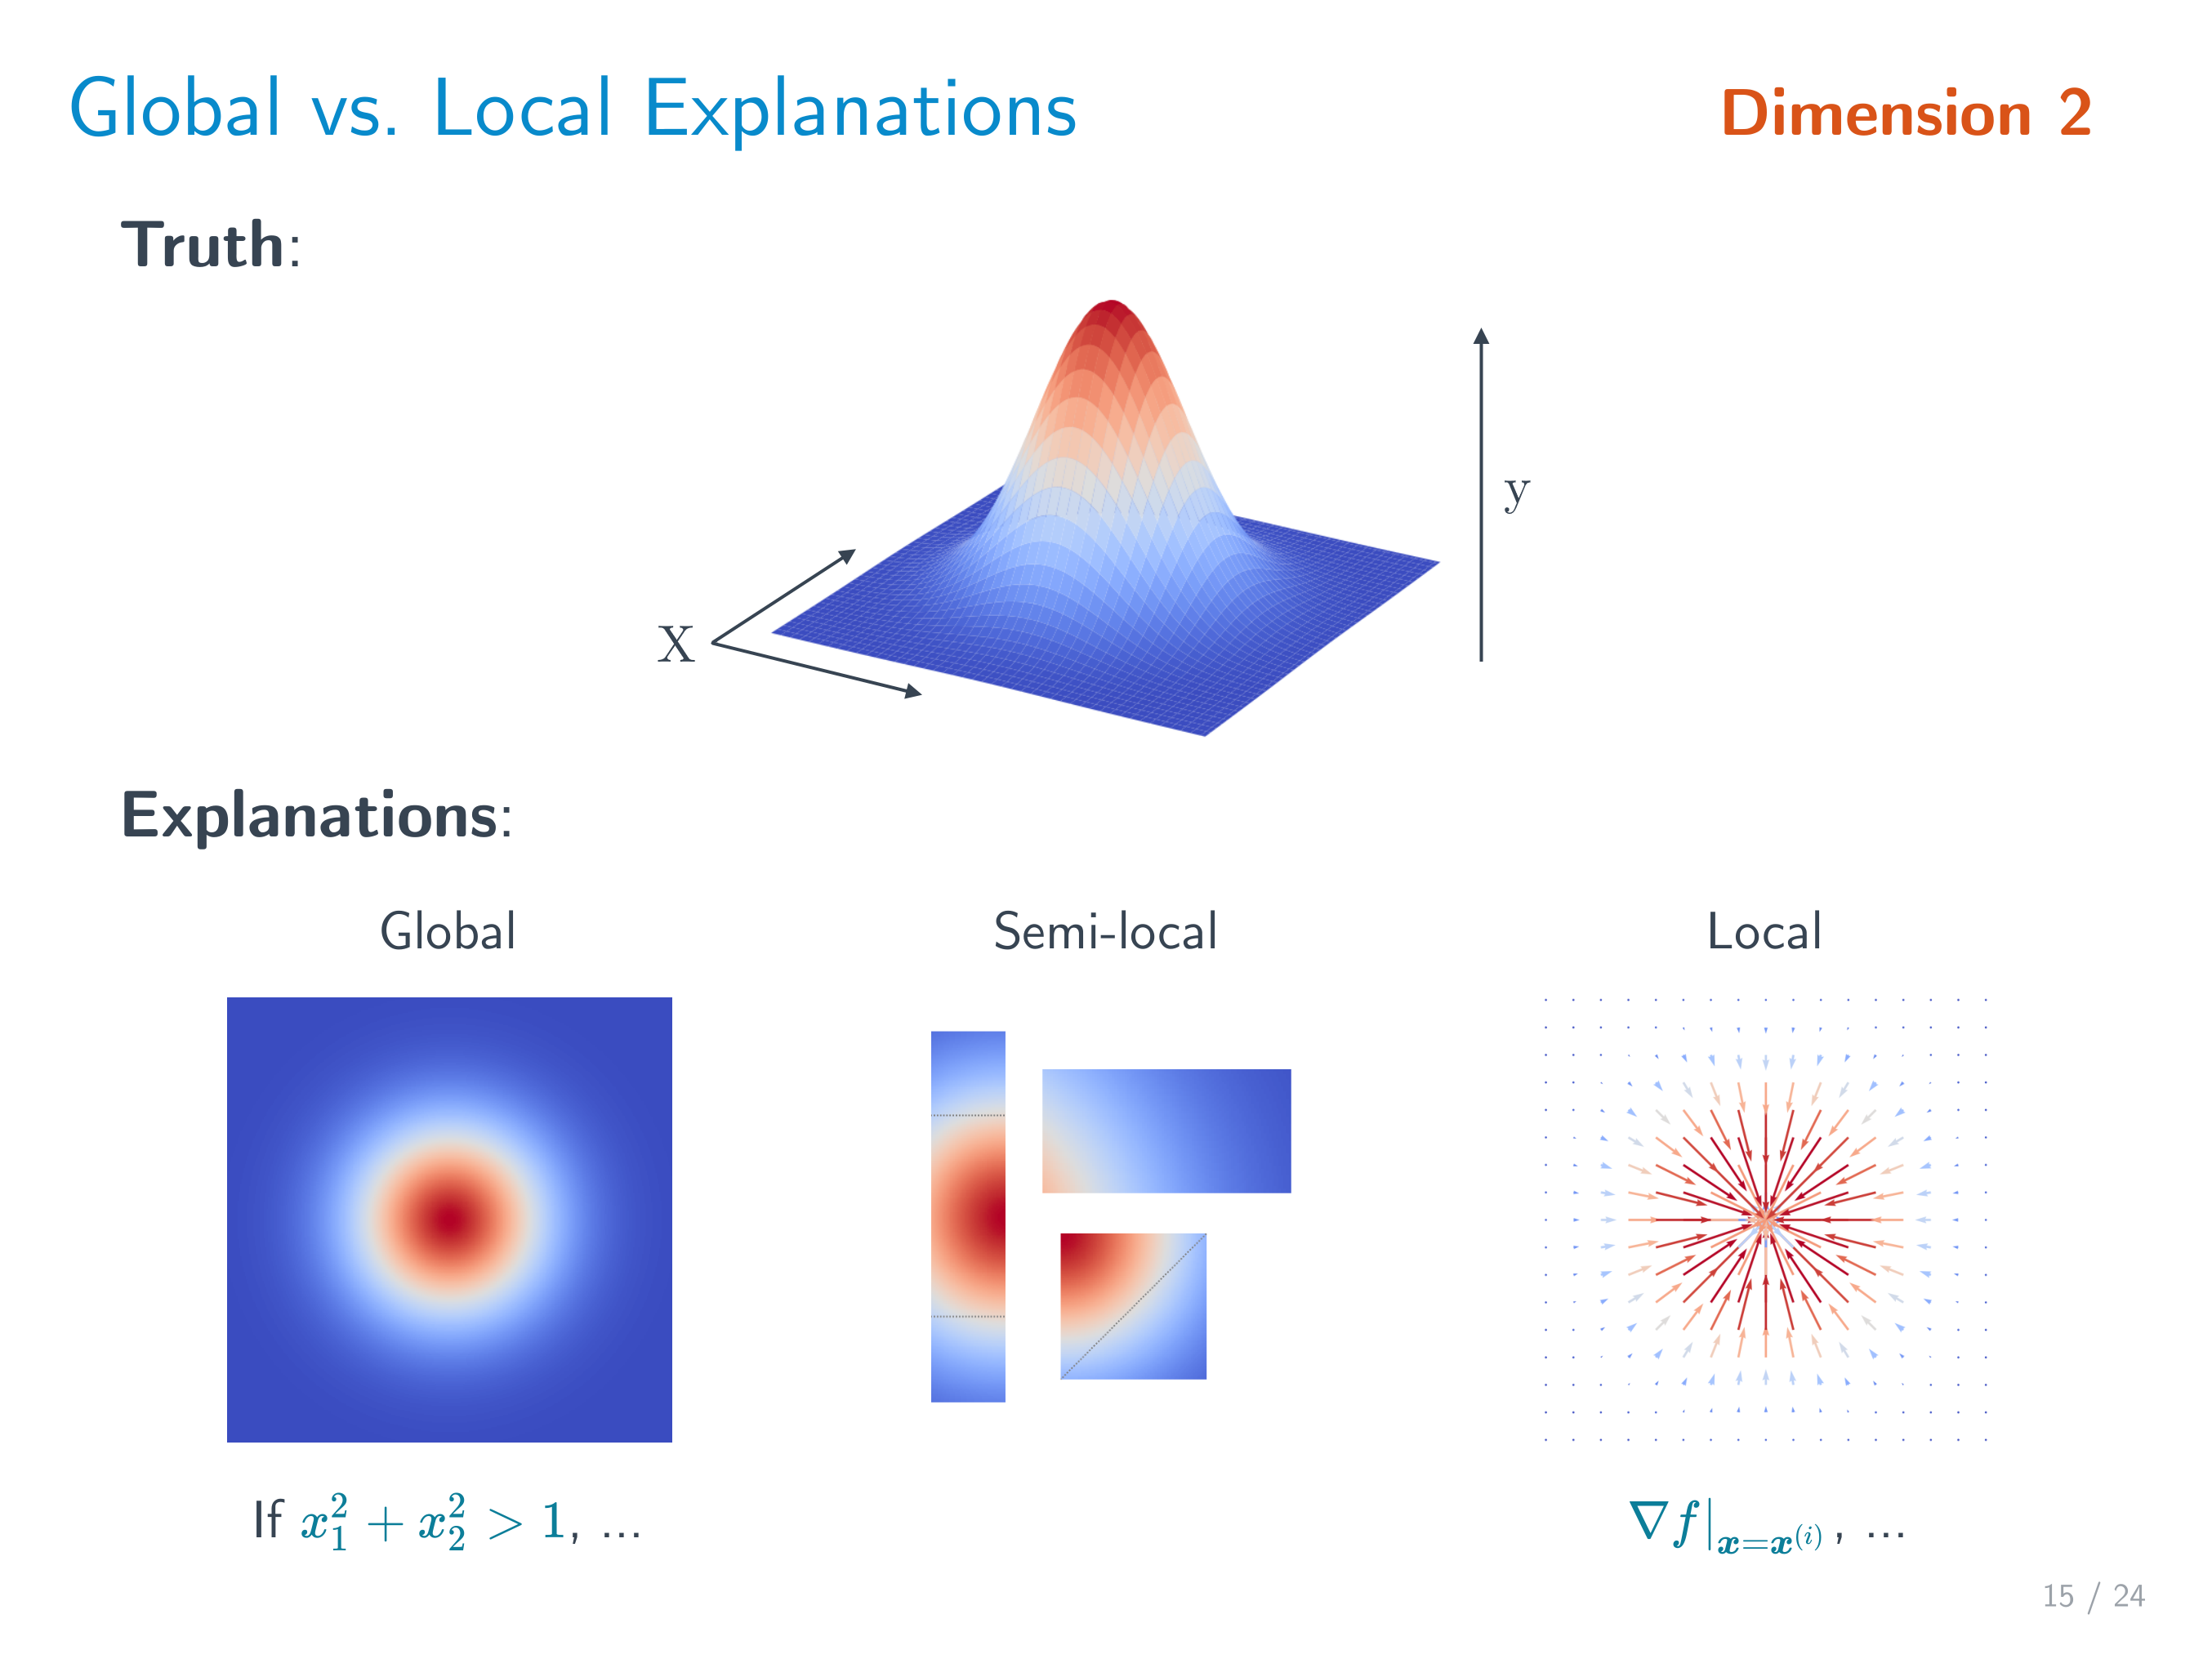 Global vs. Local Explanations
Dimension 2
Truth:
y
X
Explanations:
Global
Semi-local
Local
If $x_1^2 + x_2^2 > 1$, ...
$\nabla f|_{\boldsymbol{x}=\boldsymbol{x}^{(i)}}$, ...
15 / 24